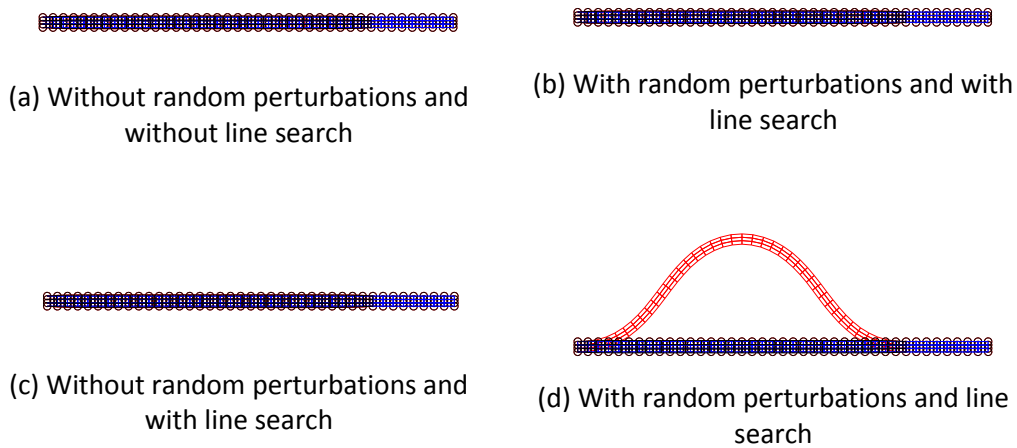 (a) Without random perturbations and
without line search
(b) With random perturbations and with
line search
(c) Without random perturbations and
with line search
(d) With random perturbations and line
search